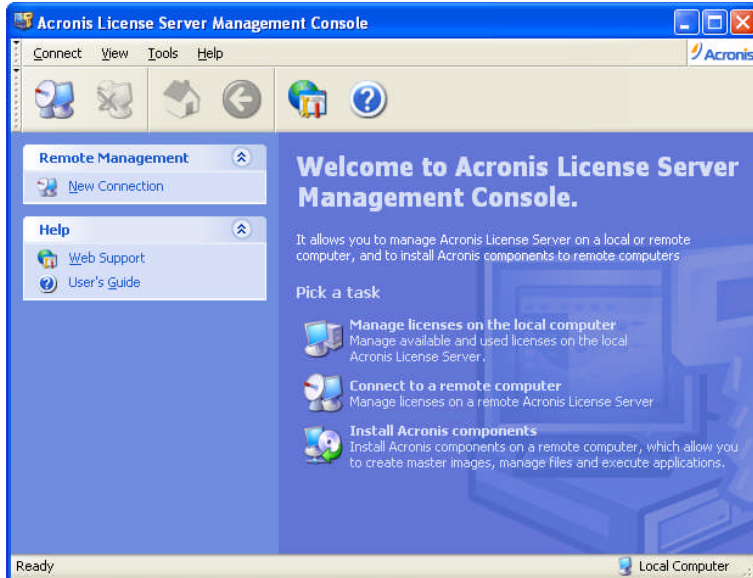 Acronis License Server Management Console
Connect View Tools Help
Acronis
Remote Management
New Connection
Help
Web Support
User's Guide
Welcome to Acronis License Server
Management Console.
It allows you to manage Acronis License Server on a local or remote
computer, and to install Acronis components to remote computers
Pick a task
Manage licenses on the local computer
Manage available and used licenses on the local
Acronis License Server.
Connect to a remote computer
Manage licenses on a remote Acronis License Server
Install Acronis components
Install Acronis components on a remote computer, which allow you
to create master images, manage files and execute applications.
Ready
Local Computer